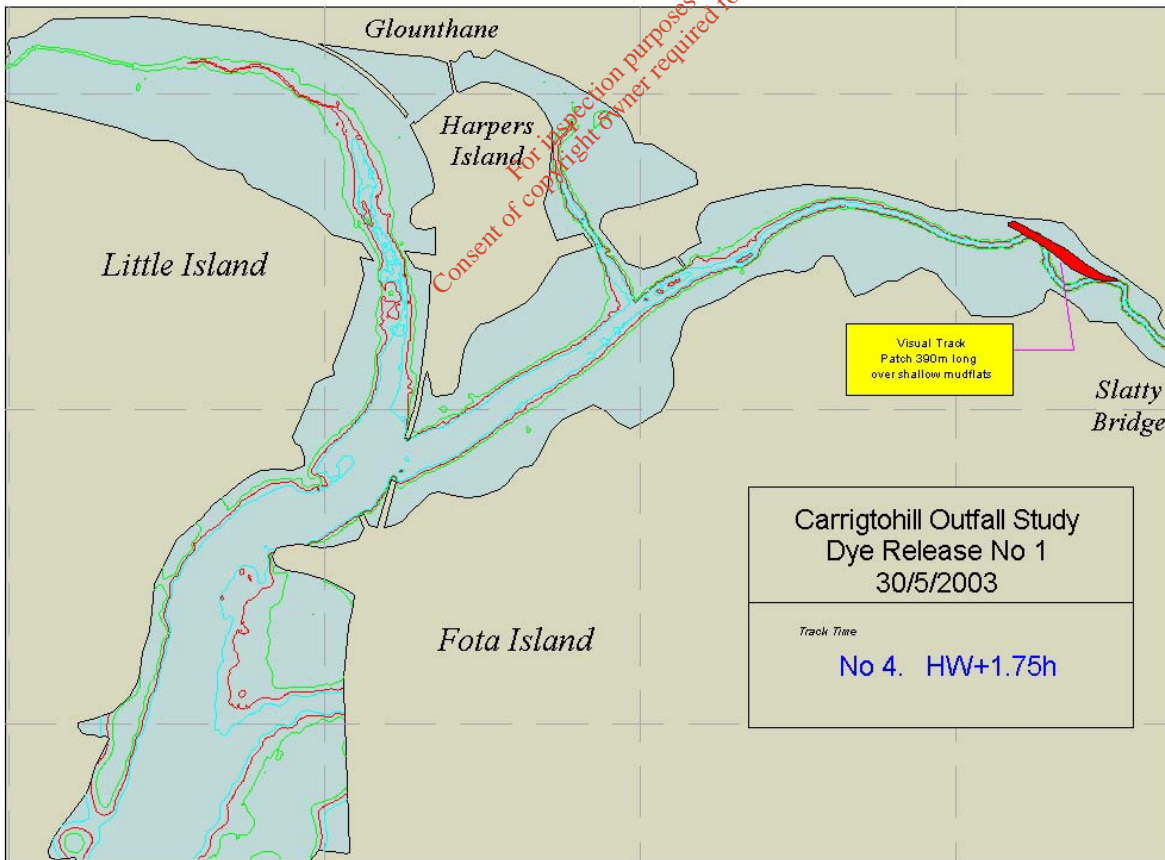 Glounthane
For inspection purposes
Consent of copyright owner required fo
Harpers
Island
Little Island
Visual Track
Patch 390m long
over shallow mudflats
Slatty
Bridge
Carrigtohill Outfall Study
Dye Release No 1
30/5/2003
Fota Island
Track Time
No 4. HW+1.75h